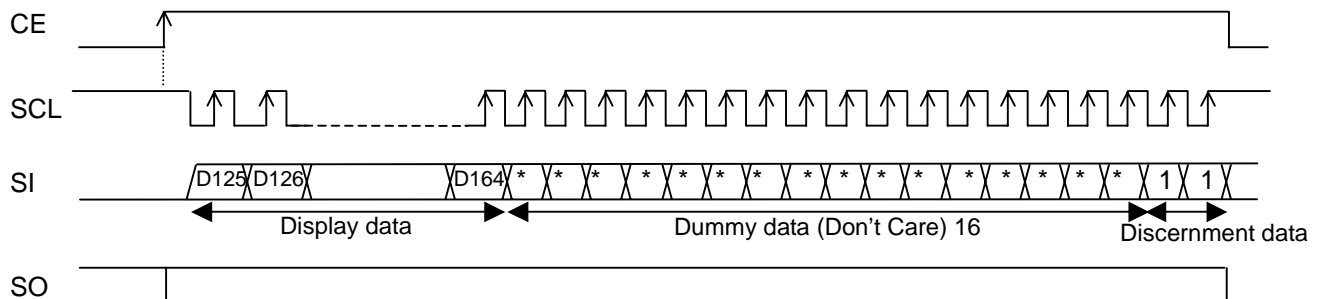 CE
SCL
SI D125 D126 D164 * * * * * * * * * * * * * * * * 1 1
Display data Dummy data (Don't Care) 16 Discernment data
SO